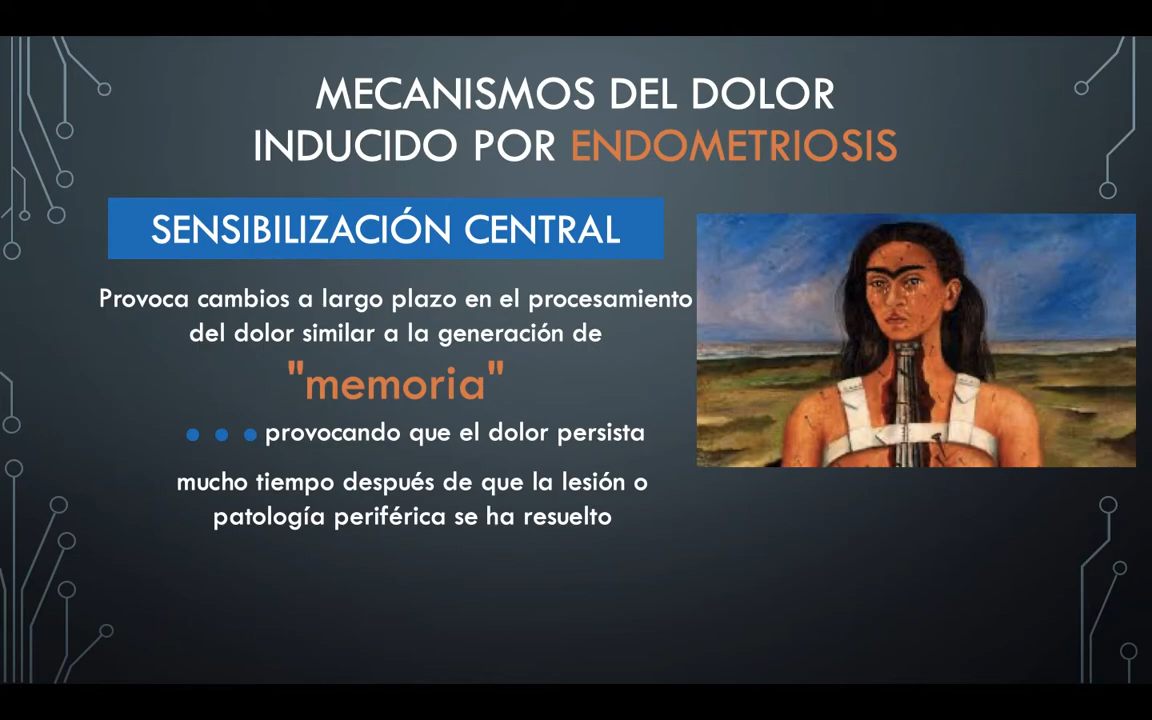 MECANISMOS DEL DOLOR
INDUCIDO POR ENDOMETRIOSIS
SENSIBILIZACIÓN CENTRAL
Provoca cambios a largo plazo en el procesamiento
del dolor similar a la generación de
"memoria"
• • • provocando que el dolor persista
mucho tiempo después de que la lesión o
patología periférica se ha resuelto